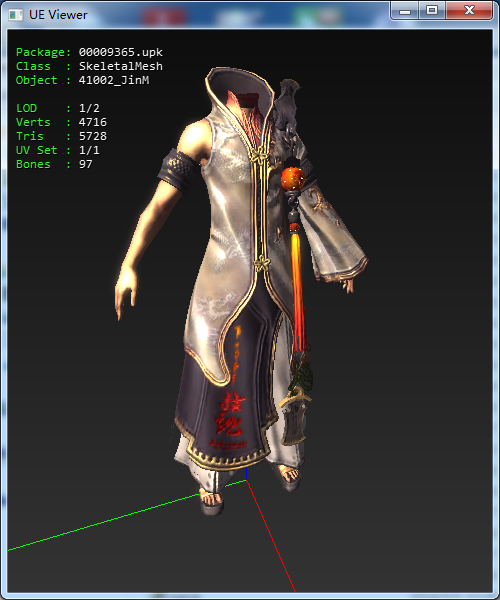 UE Viewer
Package: 00009365.upk
Class : SkeletalMesh
Object : 41002_JinM
LOD : 1/2
Verts : 4716
Tris : 5728
UV Set : 1/1
Bones : 97